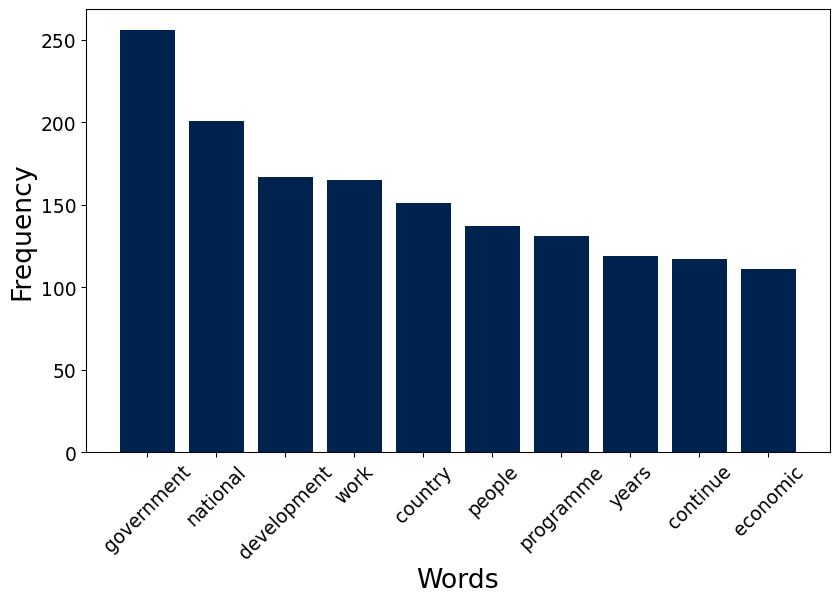 250
200
150
100
50
0
Frequency
government
national
development
work
country
people
programme
years
continue
economic
Words